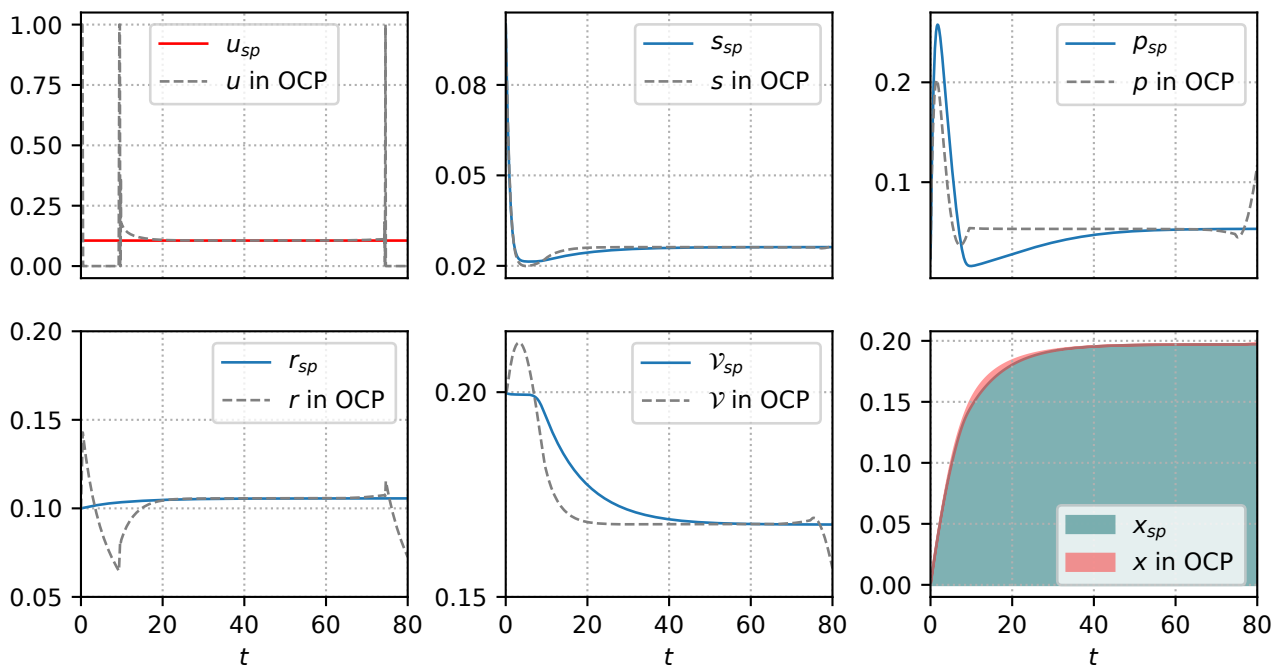 1.00
0.75
0.50
0.25
0.00
u_sp
u in OCP
0.08
0.05
0.02
s_sp
s in OCP
0.2
0.1
p_sp
p in OCP
0.20
0.15
0.10
0.05
0 20 40 60 80
t
r_sp
r in OCP
0.20
0.15
0 20 40 60 80
t
𝒱_sp
𝒱 in OCP
0.20
0.15
0.10
0.05
0.00
0 20 40 60 80
t
x_sp
x in OCP